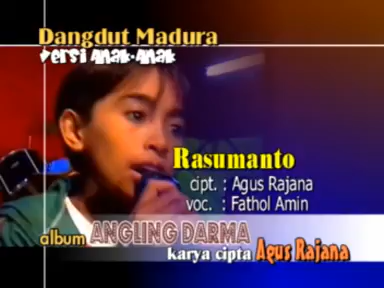 Dangdut Madura
Versi Anak-Anak
Rasumanto
cipt. : Agus Rajana
voc. : Fathol Amin
album ANGLING DARMA
karya cipta Agus Rajana